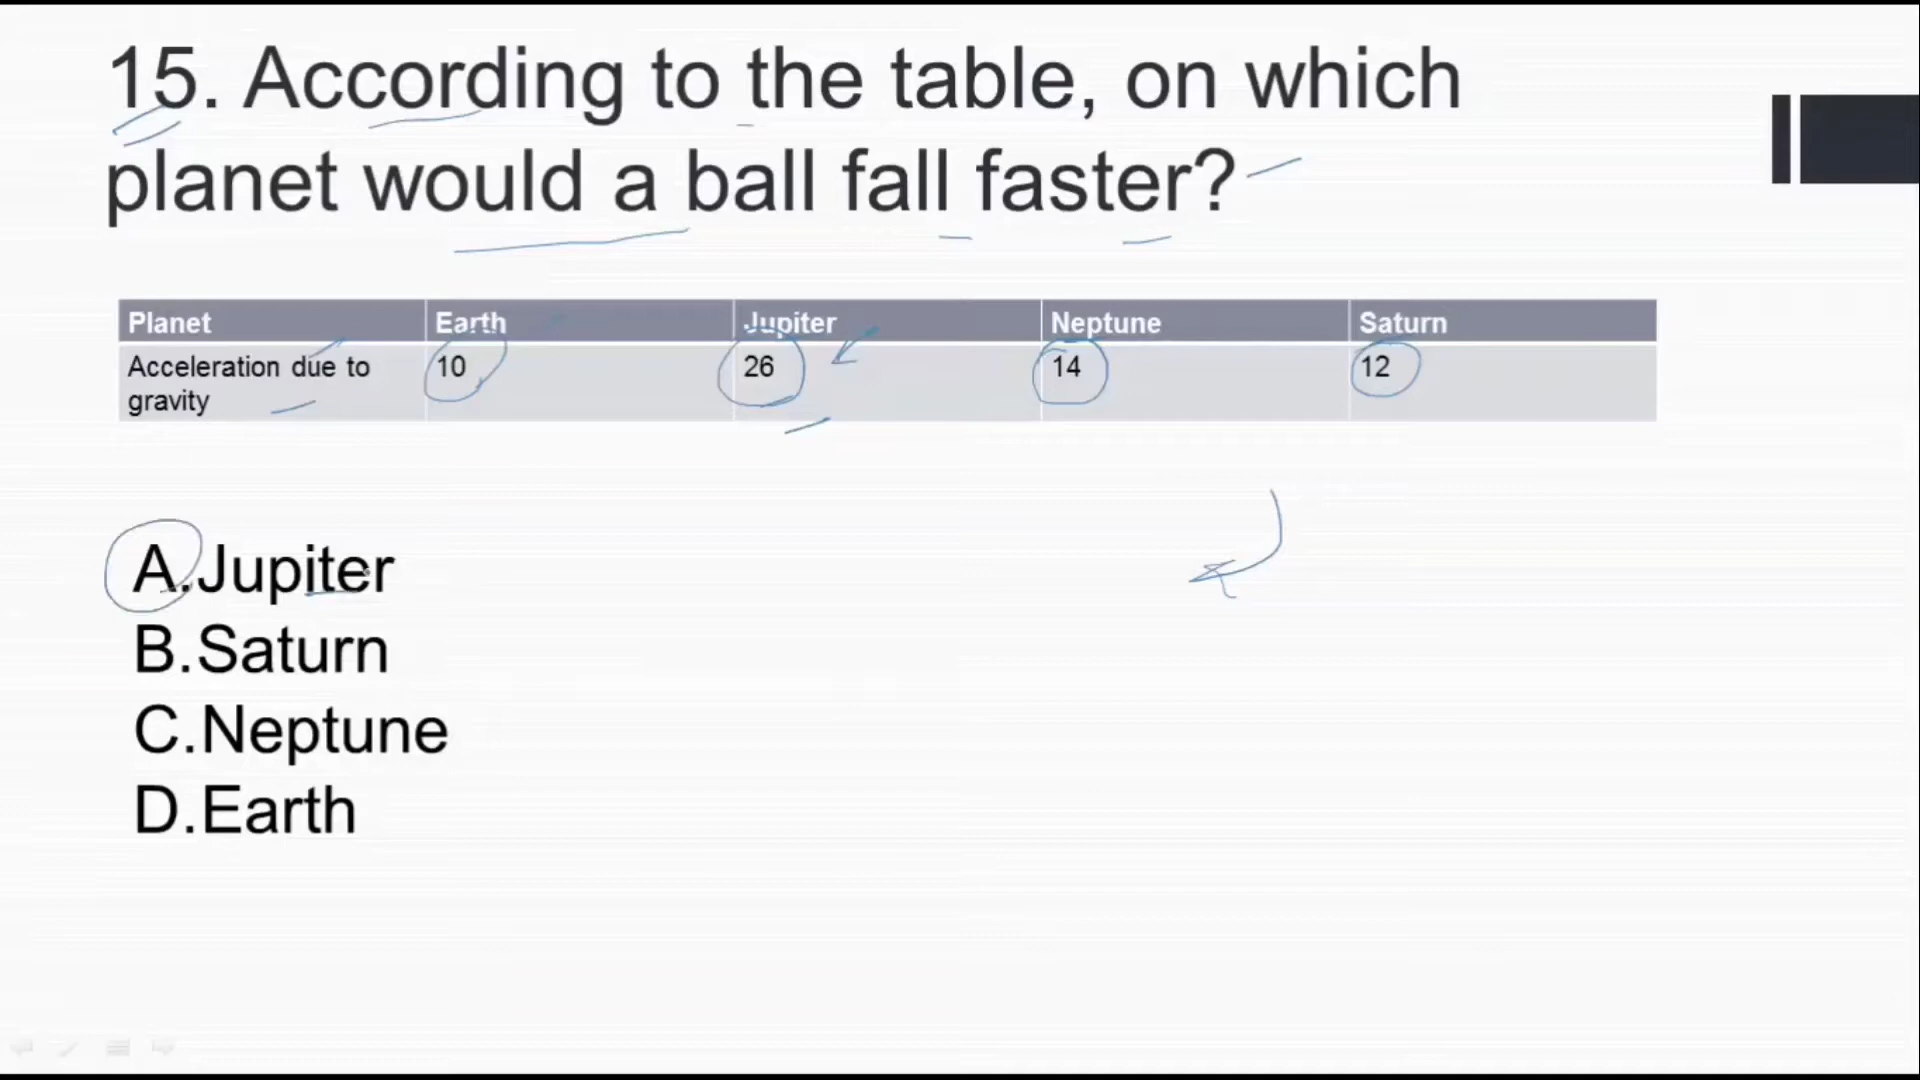 15. According to the table, on which
planet would a ball fall faster?
Planet Earth Jupiter Neptune Saturn
Acceleration due to 10 26 14 12
gravity
A.Jupiter
B.Saturn
C.Neptune
D.Earth